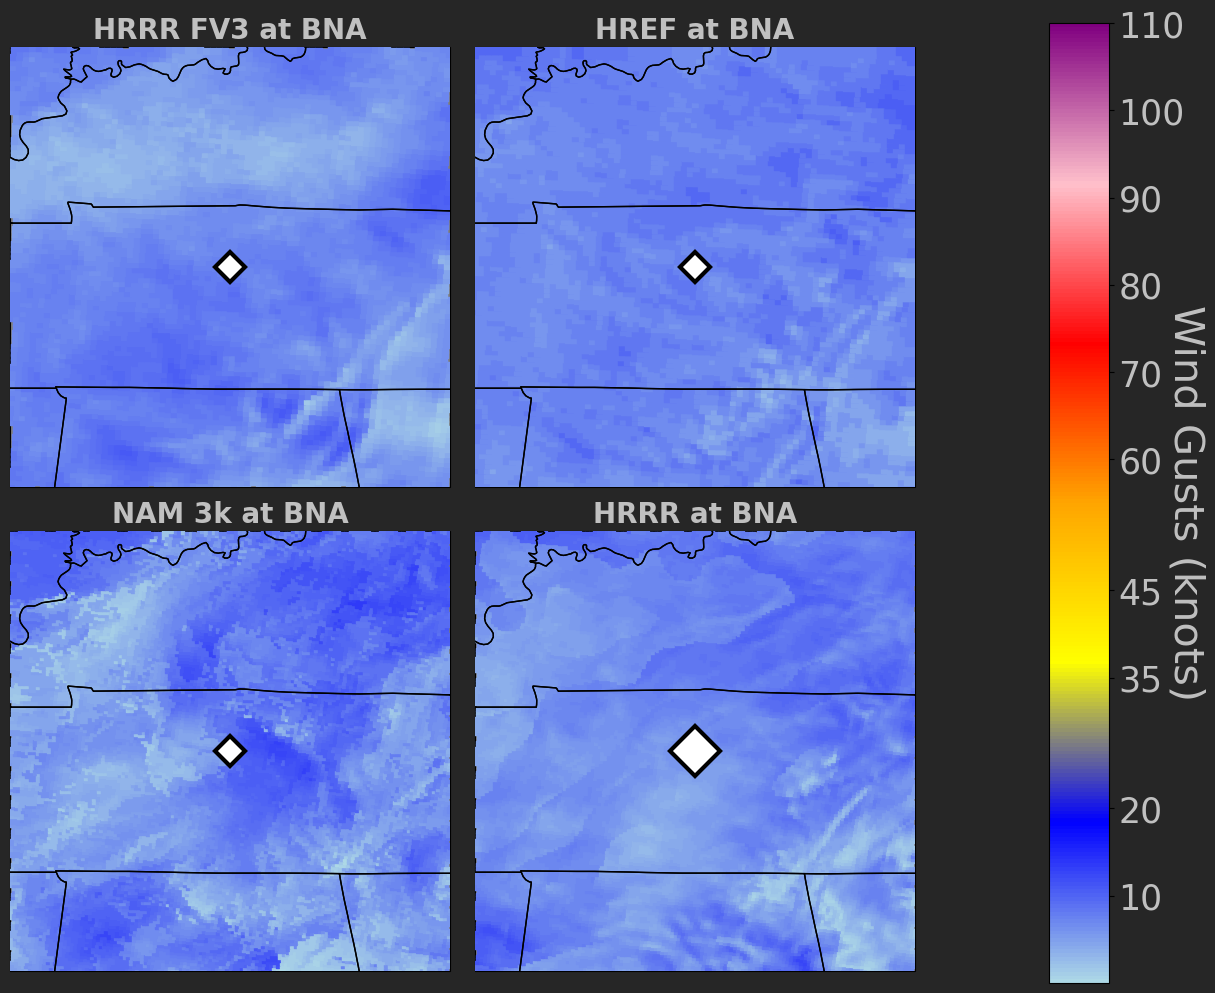 HRRR FV3 at BNA
HREF at BNA
NAM 3k at BNA
HRRR at BNA
110
100
90
80
70
60
45
35
20
10
Wind Gusts (knots)